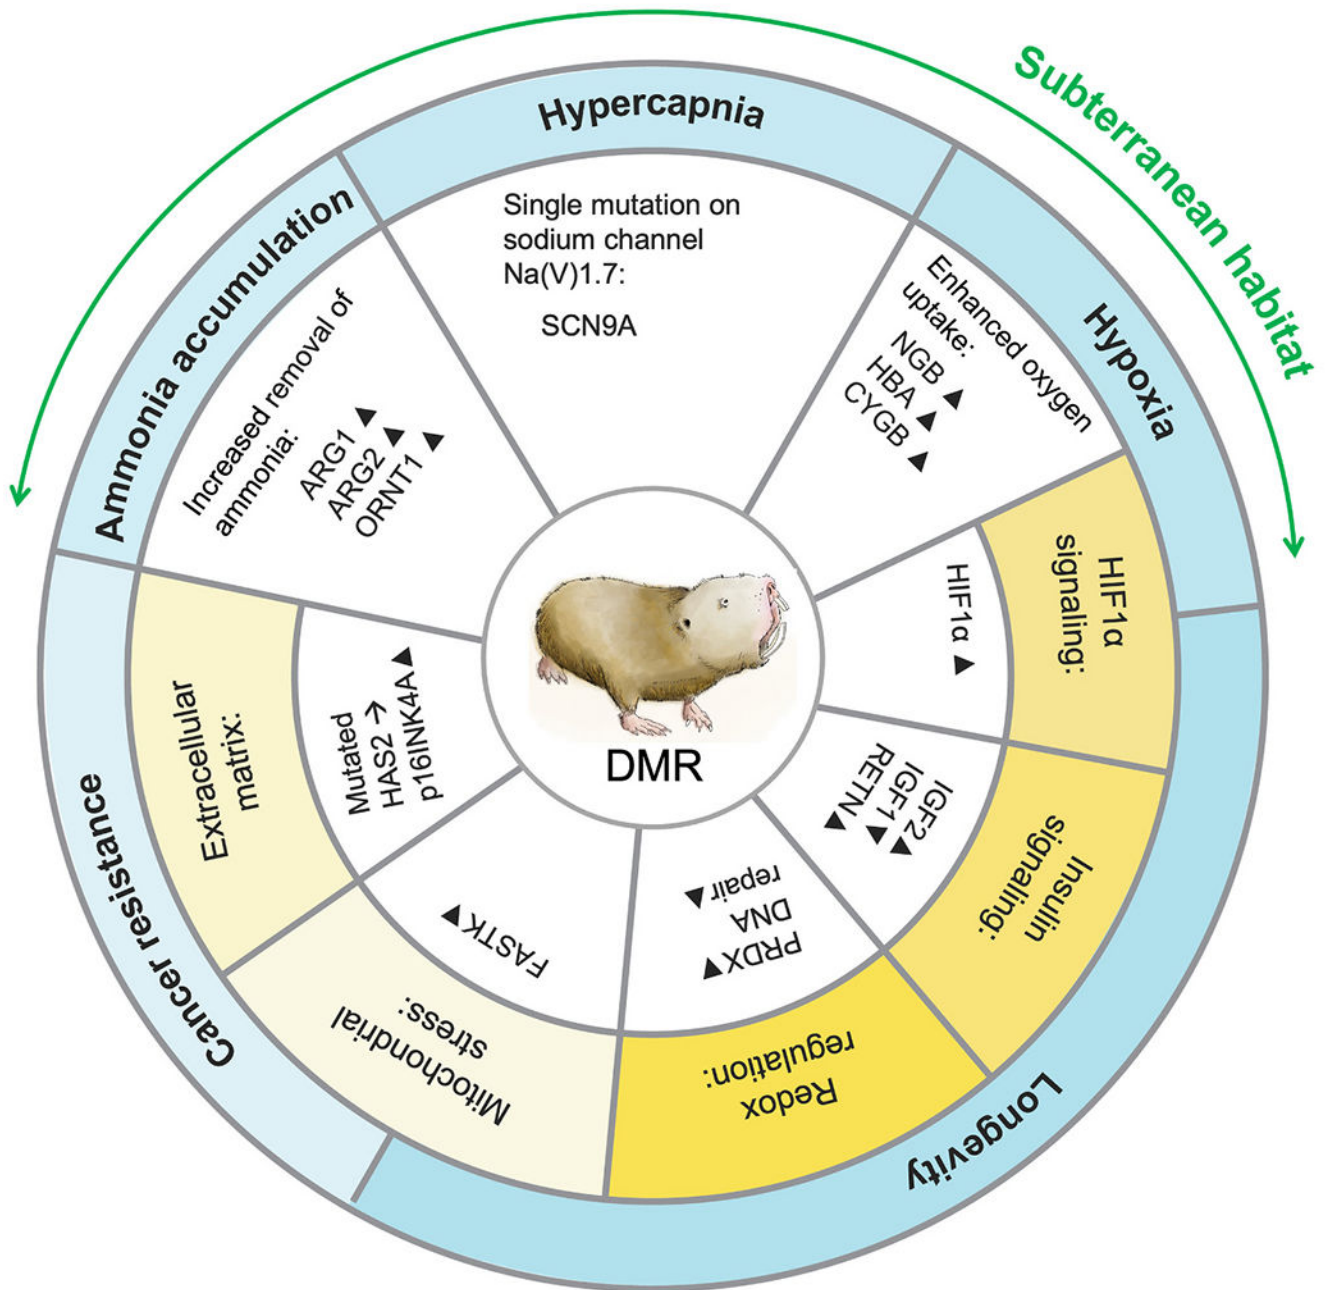 Subterranean habitat
Hypercapnia
Single mutation on
sodium channel
Na(V)1.7:
SCN9A
Hypoxia
Enhanced oxygen
uptake:
NGB ▲
HBA ▲
CYGB ▲
HIF1α
signaling:
HIF1α ▲
Insulin
signaling:
IGF2▲
IGF1▼
RETN▲
Longevity
Redox
regulation:
PRDX▼
DNA
repair ▼
Mitochondrial
stress:
FASTK▼
Cancer resistance
Extracellular
matrix:
Mutated
HAS2 →
p16INK4A▲
Ammonia accumulation
Increased removal of
ammonia:
ARG1 ▲
ARG2 ▲
ORNT1 ▲
DMR